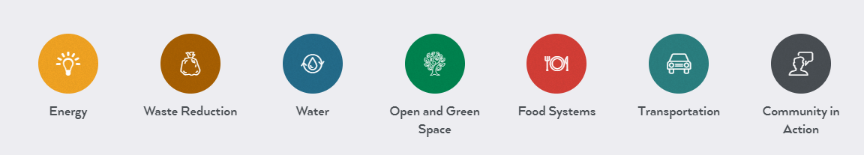 Energy
Waste Reduction
Water
Open and Green
Space
Food Systems
Transportation
Community in
Action